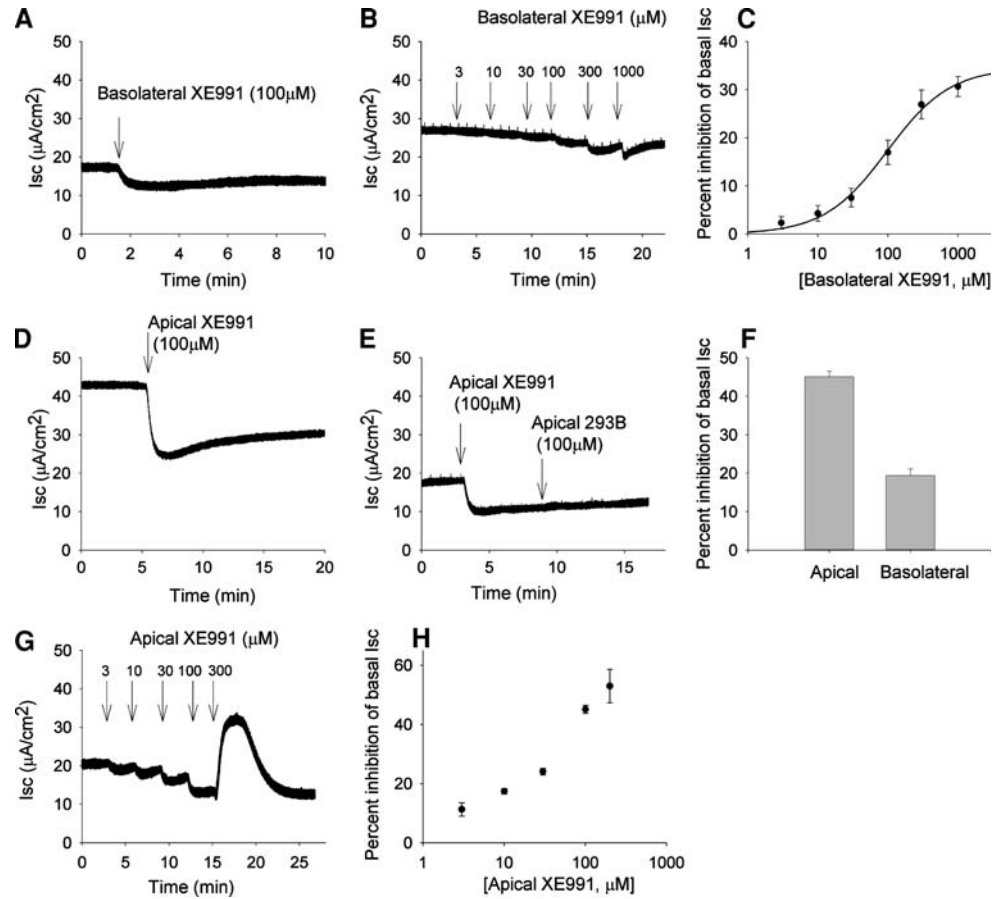 A
Isc (μA/cm2)
50
40
30
20
10
0
Basolateral XE991 (100μM)
0 2 4 6 8 10
Time (min)
B
Basolateral XE991 (μM)
Isc (μA/cm2)
50
40
30
20
10
0
3 10 30 100 300 1000
0 5 10 15 20
Time (min)
C
Percent inhibition of basal Isc
40
30
20
10
0
1 10 100 1000
[Basolateral XE991, μM]
D
Isc (μA/cm2)
50
40
30
20
10
0
Apical XE991
(100μM)
0 5 10 15 20
Time (min)
E
Isc (μA/cm2)
50
40
30
20
10
0
Apical XE991
(100μM)
Apical 293B
(100μM)
0 5 10 15
Time (min)
F
Percent inhibition of basal Isc
50
40
30
20
10
0
Apical Basolateral
G
Apical XE991 (μM)
Isc (μA/cm2)
50
40
30
20
10
0
3 10 30 100 300
0 5 10 15 20 25
Time (min)
H
Percent inhibition of basal Isc
60
40
20
0
1 10 100 1000
[Apical XE991, μM]